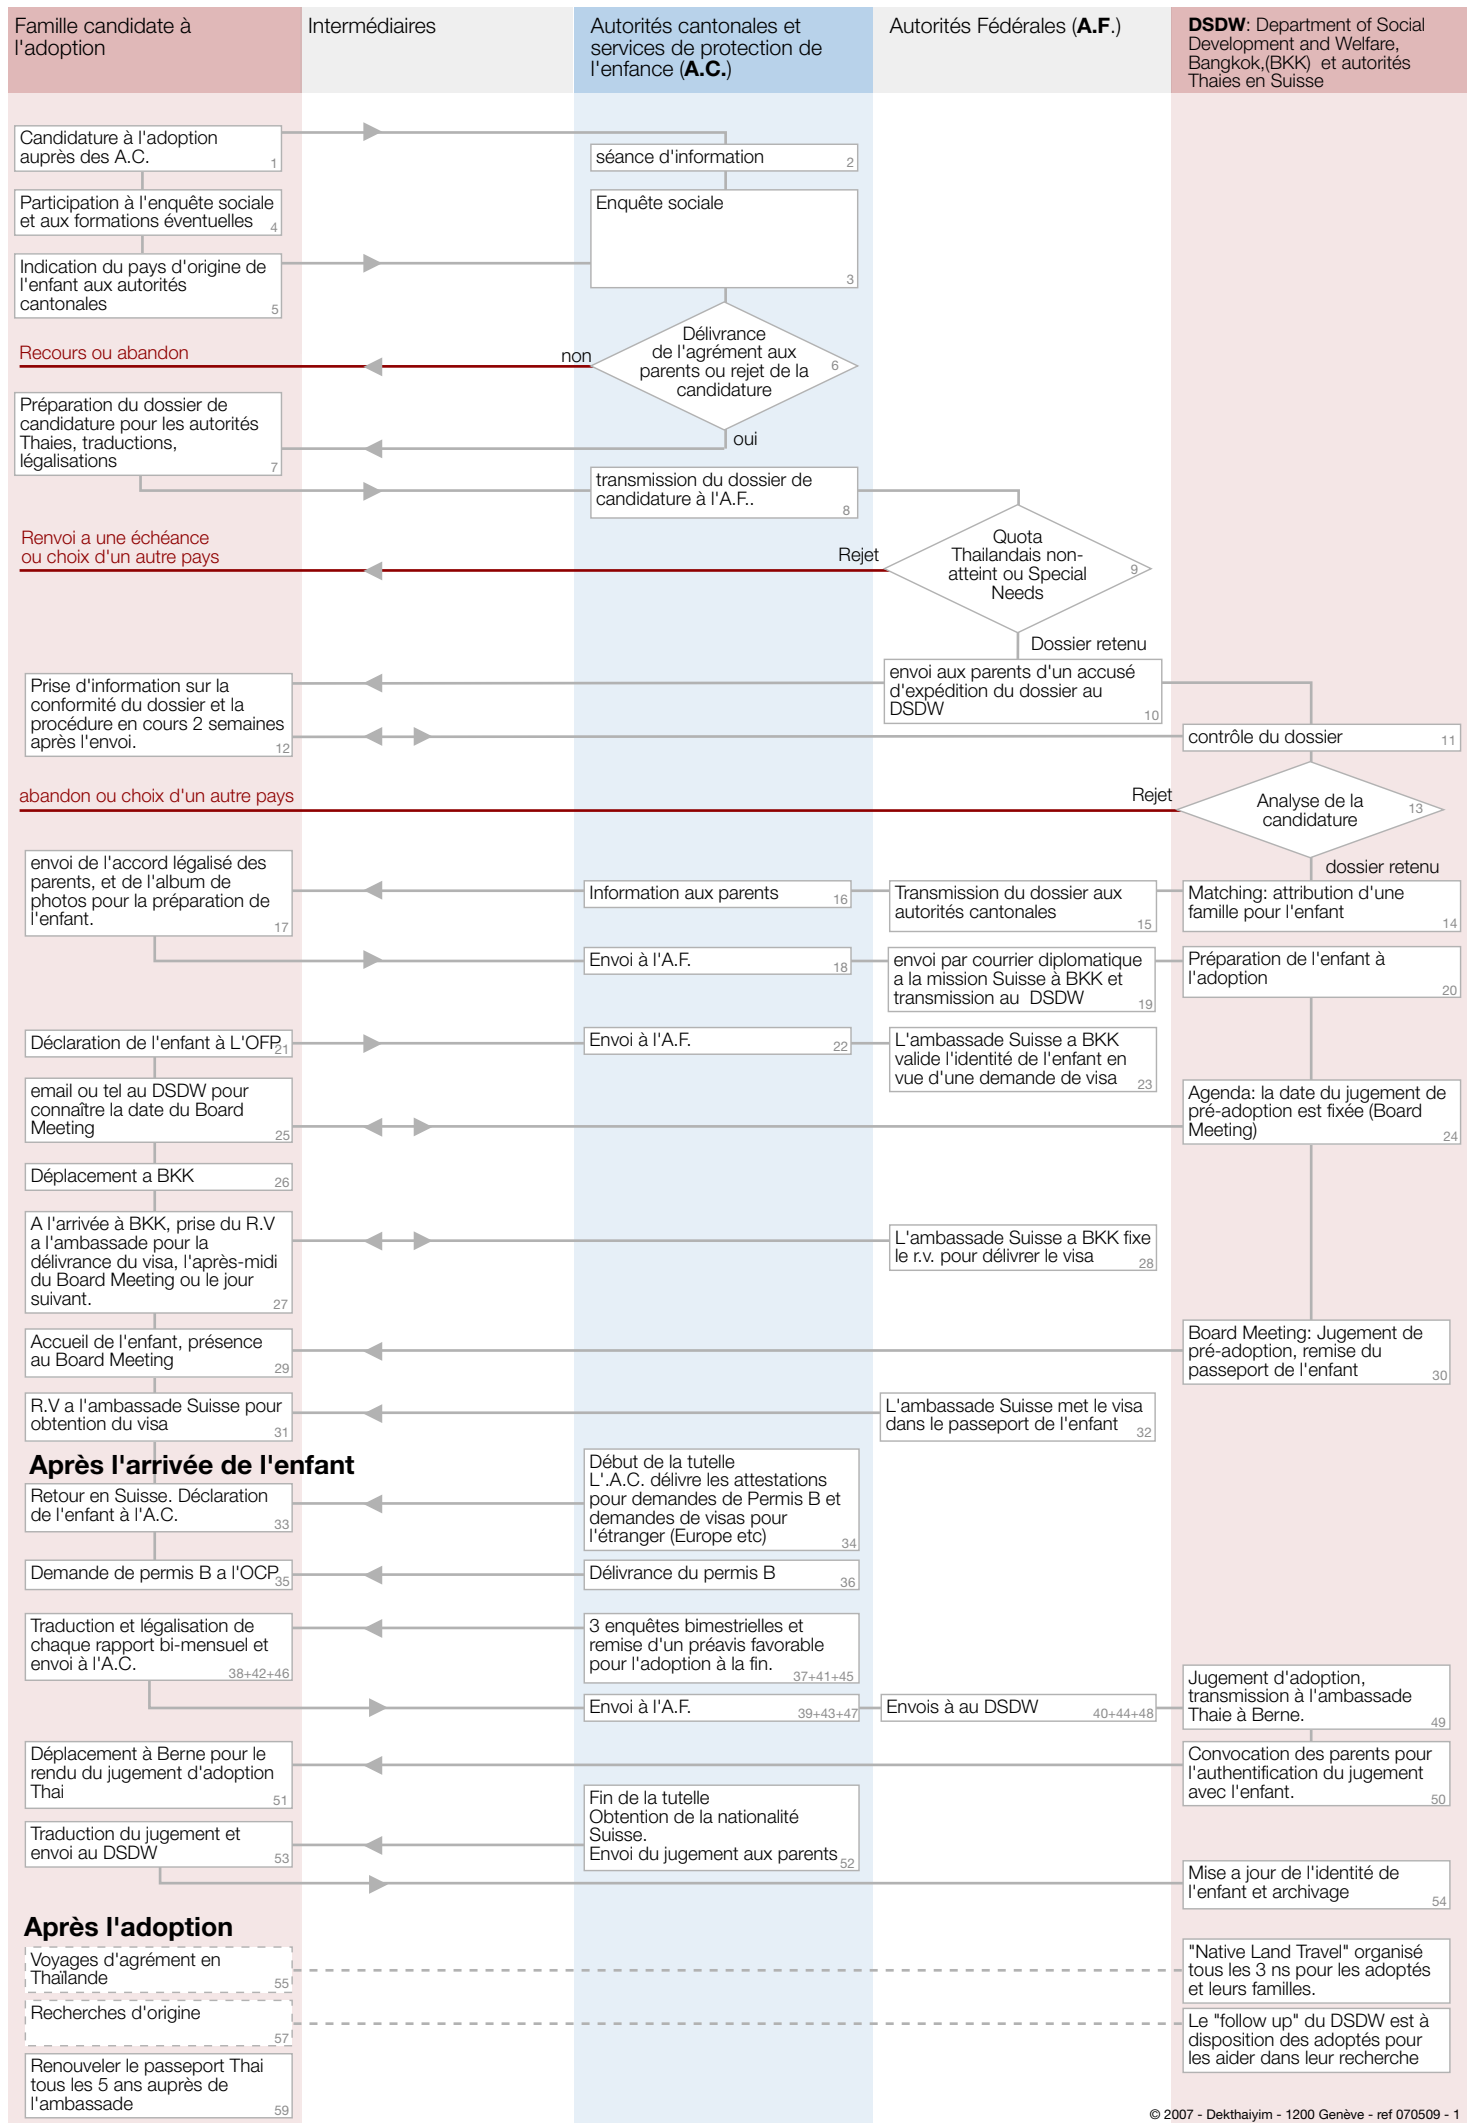 Famille candidate à
l'adoption
Intermédiaires
Autorités cantonales et
services de protection de
l'enfance (A.C.)
Autorités Fédérales (A.F.)
DSDW: Department of Social
Development and Welfare,
Bangkok,(BKK) et autorités
Thaies en Suisse
Candidature à l'adoption
auprès des A.C.
1
séance d'information
2
Participation à l'enquête sociale
et aux formations éventuelles
4
Enquête sociale
3
Indication du pays d'origine de
l'enfant aux autorités
cantonales
5
Délivrance
de l'agrément aux
parents ou rejet de la
candidature
6
non
Recours ou abandon
oui
Préparation du dossier de
candidature pour les autorités
Thaies, traductions,
légalisations
7
transmission du dossier de
candidature à l'A.F..
8
Quota
Thailandais non-
atteint ou Special
Needs
9
Rejet
Renvoi a une échéance
ou choix d'un autre pays
Dossier retenu
envoi aux parents d'un accusé
d'expédition du dossier au
DSDW
10
Prise d'information sur la
conformité du dossier et la
procédure en cours 2 semaines
après l'envoi.
12
contrôle du dossier
11
abandon ou choix d'un autre pays
Rejet
Analyse de la
candidature
13
dossier retenu
envoi de l'accord légalisé des
parents, et de l'album de
photos pour la préparation de
l'enfant.
17
Information aux parents
16
Transmission du dossier aux
autorités cantonales
15
Matching: attribution d'une
famille pour l'enfant
14
Envoi à l'A.F.
18
envoi par courrier diplomatique
a la mission Suisse à BKK et
transmission au DSDW
19
Préparation de l'enfant à
l'adoption
20
Déclaration de l'enfant à L'OFP
21
Envoi à l'A.F.
22
L'ambassade Suisse a BKK
valide l'identité de l'enfant en
vue d'une demande de visa
23
email ou tel au DSDW pour
connaître la date du Board
Meeting
25
Agenda: la date du jugement de
pré-adoption est fixée (Board
Meeting)
24
Déplacement a BKK
26
A l'arrivée à BKK, prise du R.V
a l'ambassade pour la
délivrance du visa, l'après-midi
du Board Meeting ou le jour
suivant.
27
L'ambassade Suisse a BKK fixe
le r.v. pour délivrer le visa
28
Accueil de l'enfant, présence
au Board Meeting
29
Board Meeting: Jugement de
pré-adoption, remise du
passeport de l'enfant
30
R.V a l'ambassade Suisse pour
obtention du visa
31
L'ambassade Suisse met le visa
dans le passeport de l'enfant
32
Après l'arrivée de l'enfant
Retour en Suisse. Déclaration
de l'enfant à l'A.C.
33
Début de la tutelle
L'.A.C. délivre les attestations
pour demandes de Permis B et
demandes de visas pour
l'étranger (Europe etc)
34
Demande de permis B a l'OCP
35
Délivrance du permis B
36
Traduction et légalisation de
chaque rapport bi-mensuel et
envoi à l'A.C.
38+42+46
3 enquêtes bimestrielles et
remise d'un préavis favorable
pour l'adoption à la fin.
37+41+45
Envoi à l'A.F.
39+43+47
Envois à au DSDW
40+44+48
Jugement d'adoption,
transmission à l'ambassade
Thaie à Berne.
49
Déplacement à Berne pour le
rendu du jugement d'adoption
Thai
51
Convocation des parents pour
l'authentification du jugement
avec l'enfant.
50
Fin de la tutelle
Obtention de la nationalité
Suisse.
Envoi du jugement aux parents
52
Traduction du jugement et
envoi au DSDW
53
Mise a jour de l'identité de
l'enfant et archivage
54
Après l'adoption
Voyages d'agrément en
Thaïlande
55
"Native Land Travel" organisé
tous les 3 ns pour les adoptés
et leurs familles.
Recherches d'origine
57
Le "follow up" du DSDW est à
disposition des adoptés pour
les aider dans leur recherche
Renouveler le passeport Thai
tous les 5 ans auprès de
l'ambassade
59
© 2007 - Dekthaiyim - 1200 Genève - ref 070509 - 1